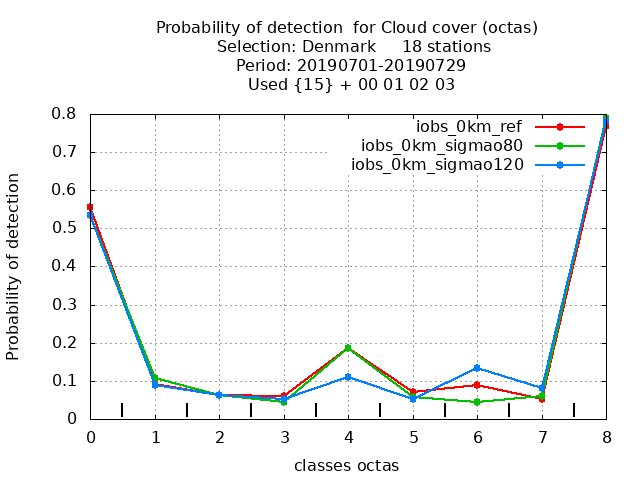 Probability of detection  for Cloud cover (octas)
Selection: Denmark     18 stations
Period: 20190701-20190729
Used {15} + 00 01 02 03
iobs_0km_ref
iobs_0km_sigmao80
iobs_0km_sigmao120
Probability of detection
0.8
0.7
0.6
0.5
0.4
0.3
0.2
0.1
0
0 1 2 3 4 5 6 7 8
classes octas